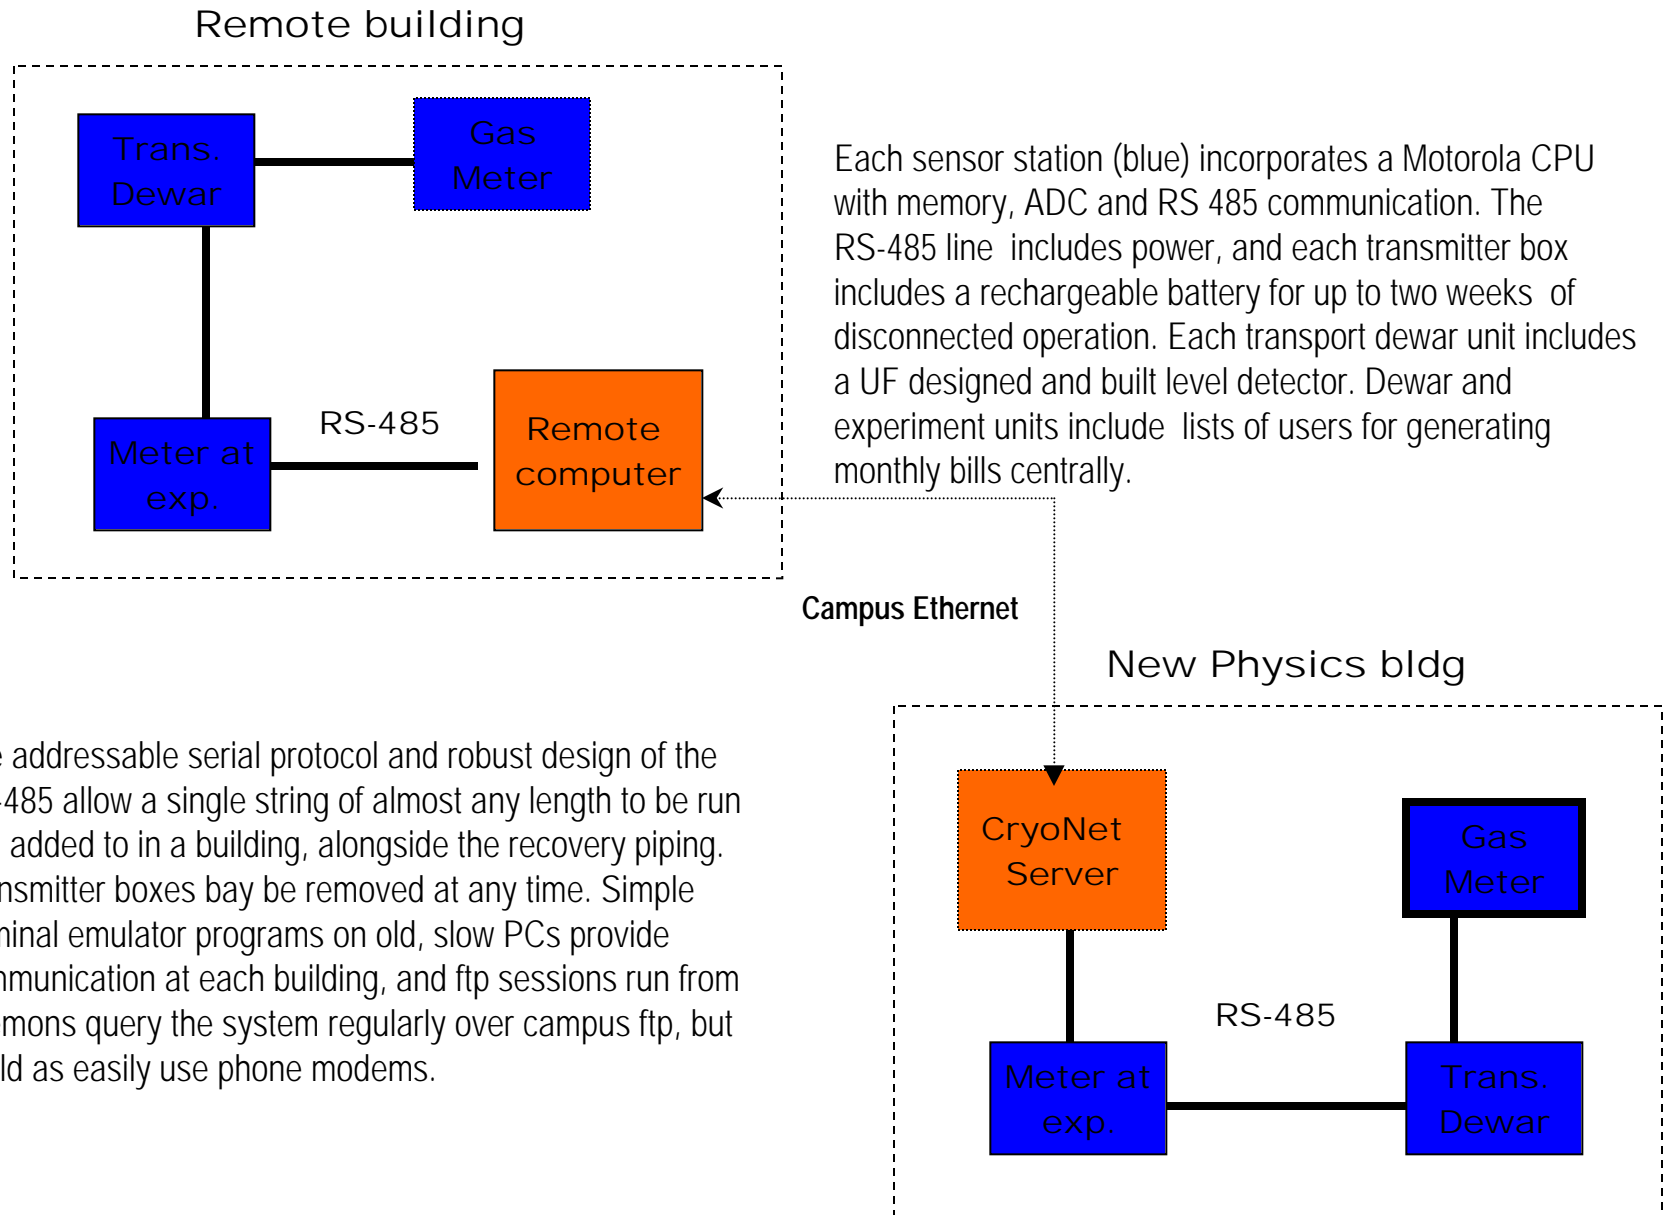 Remote building
Trans.
Dewar
Gas
Meter
Meter at
exp.
RS-485
Remote
computer
Each sensor station (blue) incorporates a Motorola CPU
with memory, ADC and RS 485 communication. The
RS-485 line includes power, and each transmitter box
includes a rechargeable battery for up to two weeks of
disconnected operation. Each transport dewar unit includes
a UF designed and built level detector. Dewar and
experiment units include lists of users for generating
monthly bills centrally.
Campus Ethernet
New Physics bldg
addressable serial protocol and robust design of the
-485 allow a single string of almost any length to be run
added to in a building, alongside the recovery piping.
nsmitter boxes bay be removed at any time. Simple
minal emulator programs on old, slow PCs provide
mmunication at each building, and ftp sessions run from
emons query the system regularly over campus ftp, but
ld as easily use phone modems.
CryoNet
Server
Gas
Meter
RS-485
Meter at
exp.
Trans.
Dewar